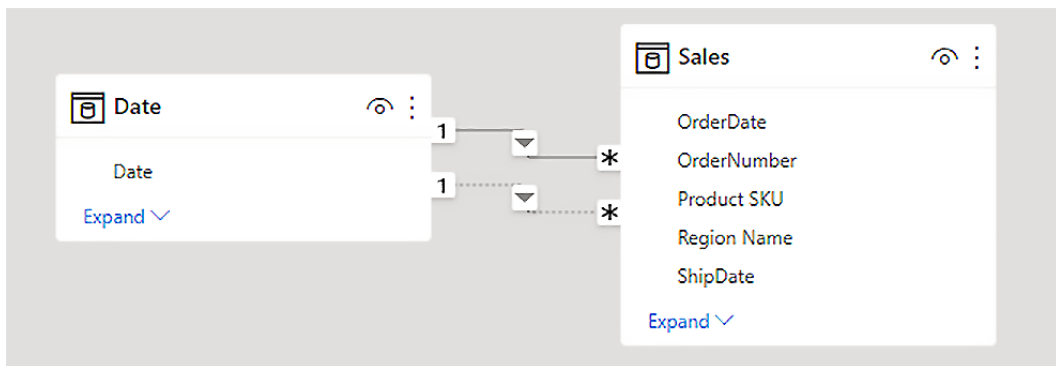 Date
Date
Expand
1
1
*
*
Sales
OrderDate
OrderNumber
Product SKU
Region Name
ShipDate
Expand